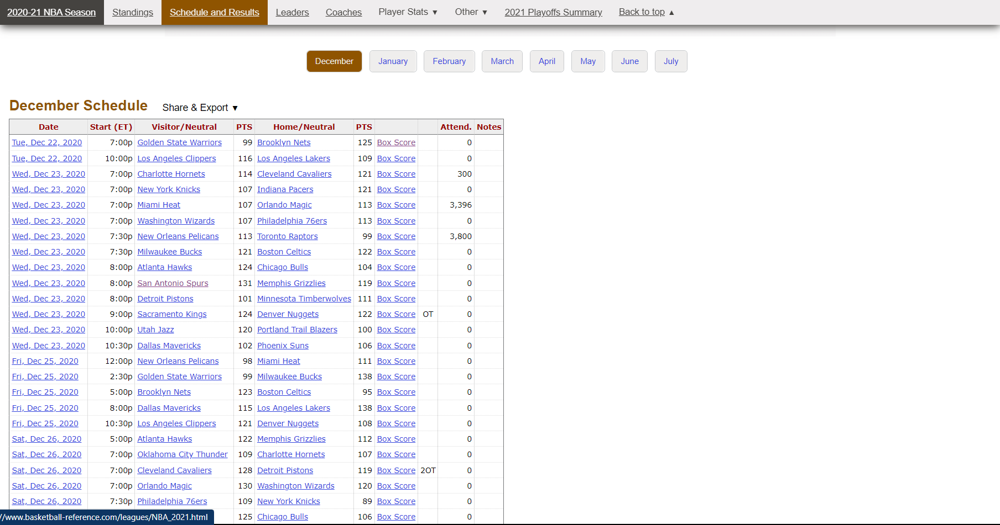 2020-21 NBA Season Standings Schedule and Results Leaders Coaches Player Stats ▼ Other ▼ 2021 Playoffs Summary Back to top ▲
December January February March April May June July
December Schedule Share & Export ▼
Date Start (ET) Visitor/Neutral PTS Home/Neutral PTS Attend. Notes
Tue, Dec 22, 2020 7:00p Golden State Warriors 99 Brooklyn Nets 125 Box Score 0
Tue, Dec 22, 2020 10:00p Los Angeles Clippers 116 Los Angeles Lakers 109 Box Score 0
Wed, Dec 23, 2020 7:00p Charlotte Hornets 114 Cleveland Cavaliers 121 Box Score 300
Wed, Dec 23, 2020 7:00p New York Knicks 107 Indiana Pacers 121 Box Score 0
Wed, Dec 23, 2020 7:00p Miami Heat 107 Orlando Magic 113 Box Score 3,396
Wed, Dec 23, 2020 7:00p Washington Wizards 107 Philadelphia 76ers 113 Box Score 0
Wed, Dec 23, 2020 7:30p New Orleans Pelicans 113 Toronto Raptors 99 Box Score 3,800
Wed, Dec 23, 2020 7:30p Milwaukee Bucks 121 Boston Celtics 122 Box Score 0
Wed, Dec 23, 2020 8:00p Atlanta Hawks 124 Chicago Bulls 104 Box Score 0
Wed, Dec 23, 2020 8:00p San Antonio Spurs 131 Memphis Grizzlies 119 Box Score 0
Wed, Dec 23, 2020 8:00p Detroit Pistons 101 Minnesota Timberwolves 111 Box Score 0
Wed, Dec 23, 2020 9:00p Sacramento Kings 124 Denver Nuggets 122 Box Score OT 0
Wed, Dec 23, 2020 10:00p Utah Jazz 120 Portland Trail Blazers 100 Box Score 0
Wed, Dec 23, 2020 10:30p Dallas Mavericks 102 Phoenix Suns 106 Box Score 0
Fri, Dec 25, 2020 12:00p New Orleans Pelicans 98 Miami Heat 111 Box Score 0
Fri, Dec 25, 2020 2:30p Golden State Warriors 99 Milwaukee Bucks 138 Box Score 0
Fri, Dec 25, 2020 5:00p Brooklyn Nets 123 Boston Celtics 95 Box Score 0
Fri, Dec 25, 2020 8:00p Dallas Mavericks 115 Los Angeles Lakers 138 Box Score 0
Fri, Dec 25, 2020 10:30p Los Angeles Clippers 121 Denver Nuggets 108 Box Score 0
Sat, Dec 26, 2020 5:00p Atlanta Hawks 122 Memphis Grizzlies 112 Box Score 0
Sat, Dec 26, 2020 7:00p Oklahoma City Thunder 109 Charlotte Hornets 107 Box Score 0
Sat, Dec 26, 2020 7:00p Cleveland Cavaliers 128 Detroit Pistons 119 Box Score 2OT 0
Sat, Dec 26, 2020 7:00p Orlando Magic 130 Washington Wizards 120 Box Score 0
Sat, Dec 26, 2020 7:30p Philadelphia 76ers 109 New York Knicks 89 Box Score 0
//www.basketball-reference.com/leagues/NBA_2021.html 125 Chicago Bulls 106 Box Score 0